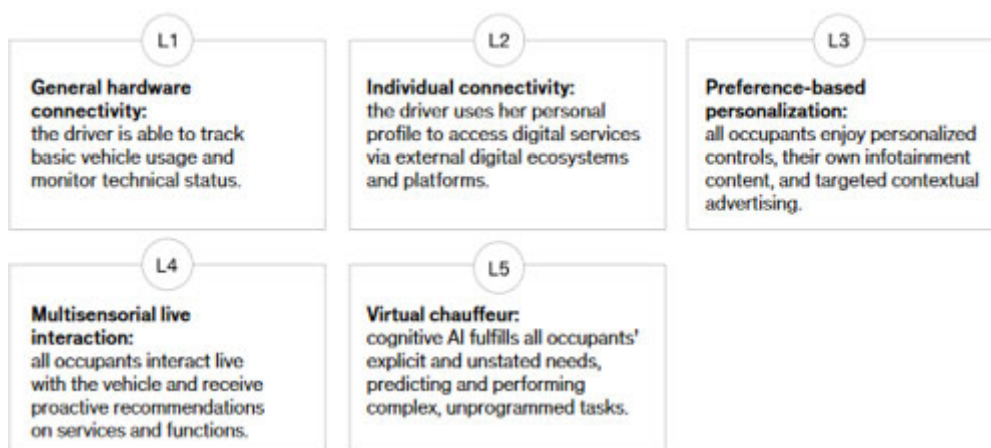 L1
General hardware
connectivity:
the driver is able to track
basic vehicle usage and
monitor technical status.
L2
Individual connectivity:
the driver uses her personal
profile to access digital services
via external digital ecosystems
and platforms.
L3
Preference-based
personalization:
all occupants enjoy personalized
controls, their own infotainment
content, and targeted contextual
advertising.
L4
Multisensorial live
interaction:
all occupants interact live
with the vehicle and receive
proactive recommendations
on services and functions.
L5
Virtual chauffeur:
cognitive AI fulfills all occupants'
explicit and unstated needs,
predicting and performing
complex, unprogrammed tasks.